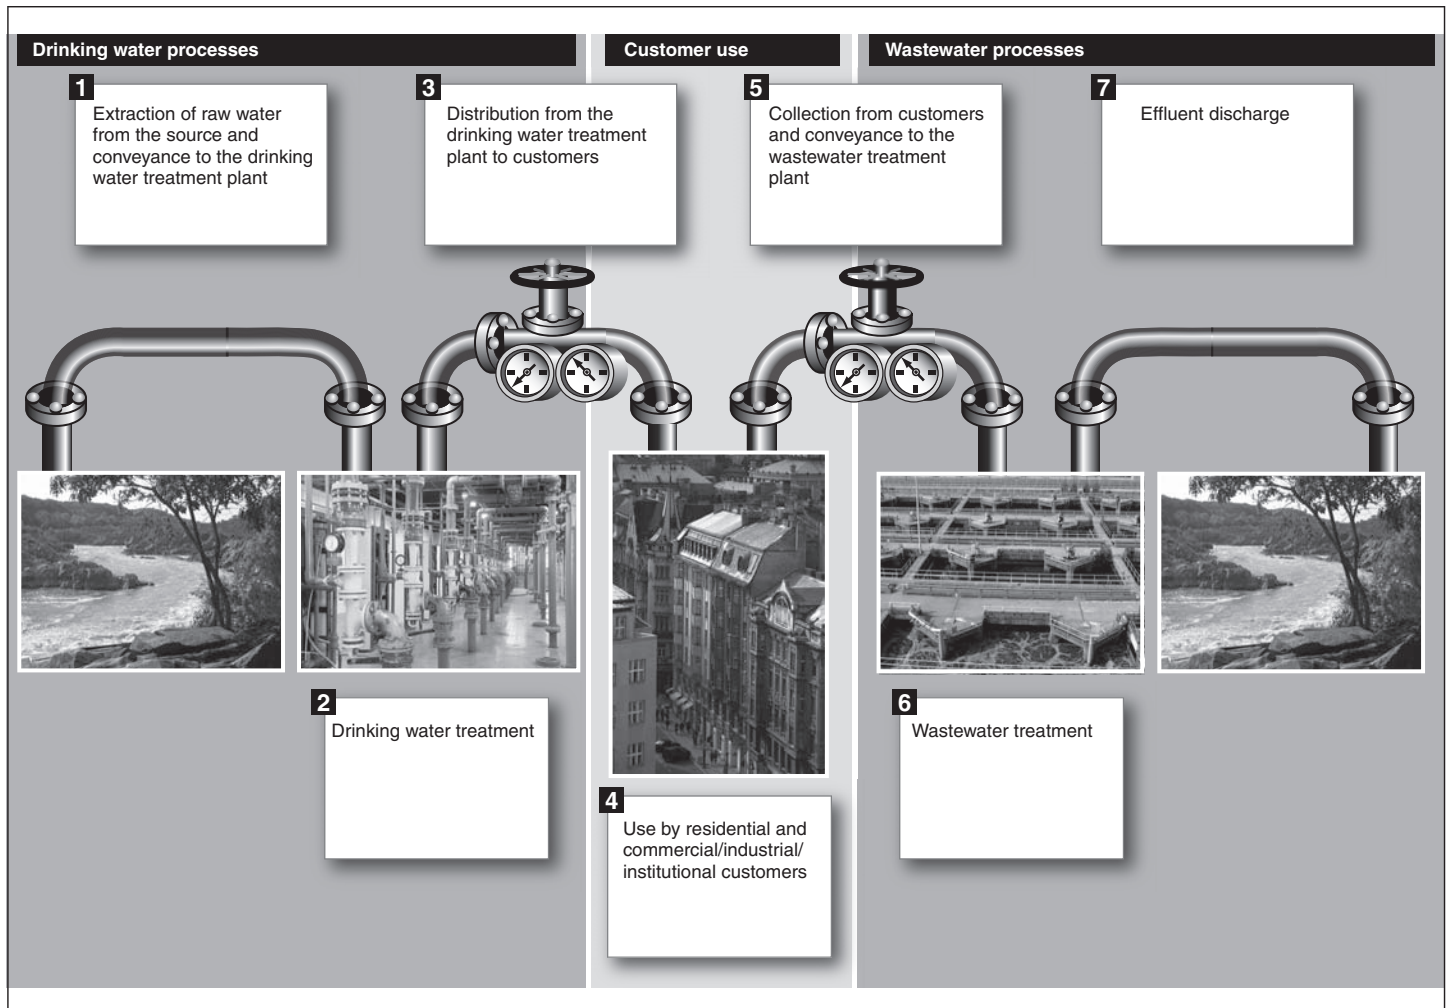 Drinking water processes
Customer use
Wastewater processes
1
Extraction of raw water
from the source and
conveyance to the drinking
water treatment plant
3
Distribution from the
drinking water treatment
plant to customers
5
Collection from customers
and conveyance to the
wastewater treatment
plant
7
Effluent discharge
2
Drinking water treatment
6
Wastewater treatment
4
Use by residential and
commercial/industrial/
institutional customers